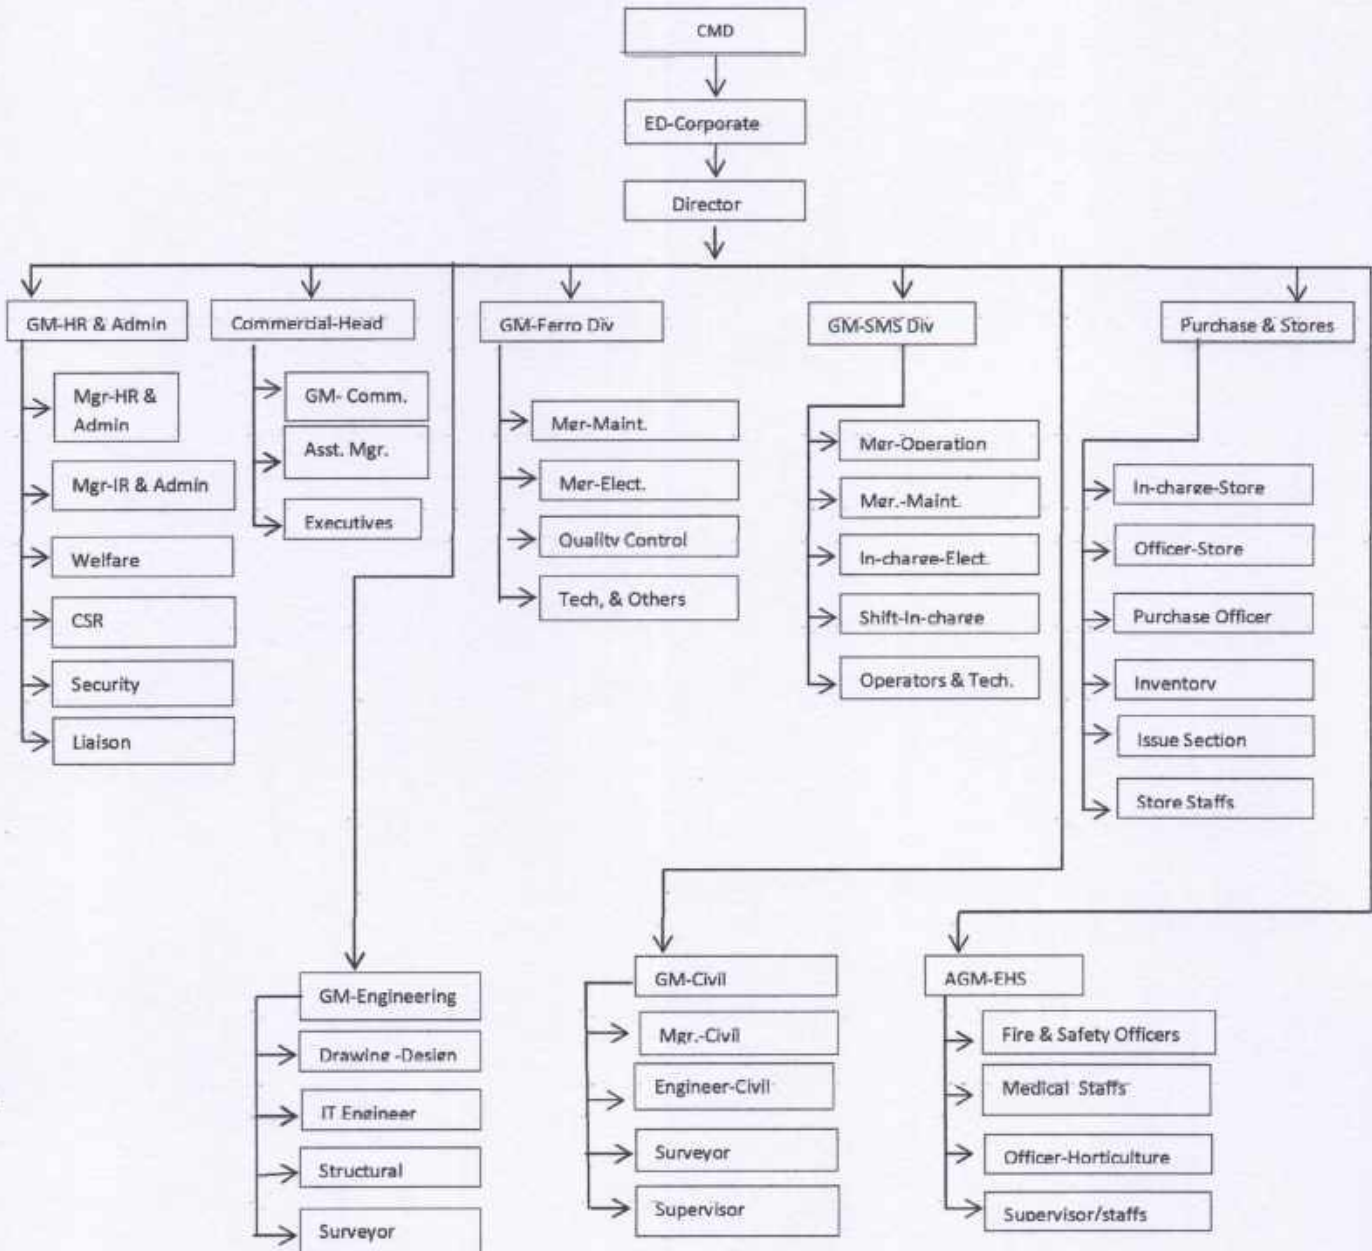 CMD
ED-Corporate
Director
GM-HR & Admin
Mgr-HR &
Admin
Mgr-IR & Admin
Welfare
CSR
Security
Liaison
Commercial-Head
GM- Comm.
Asst. Mgr.
Executives
GM-Ferro Div
Mgr-Maint.
Mgr-Elect.
Quality Control
Tech, & Others
GM-SMS Div
Mgr-Operation
Mgr.-Maint.
In-charge-Elect.
Shift-In-charge
Operators & Tech.
Purchase & Stores
In-charge-Store
Officer-Store
Purchase Officer
Inventory
Issue Section
Store Staffs
GM-Engineering
Drawing -Design
IT Engineer
Structural
Surveyor
GM-Civil
Mgr.-Civil
Engineer-Civil
Surveyor
Supervisor
AGM-EHS
Fire & Safety Officers
Medical Staffs
Officer-Horticulture
Supervisor/staffs